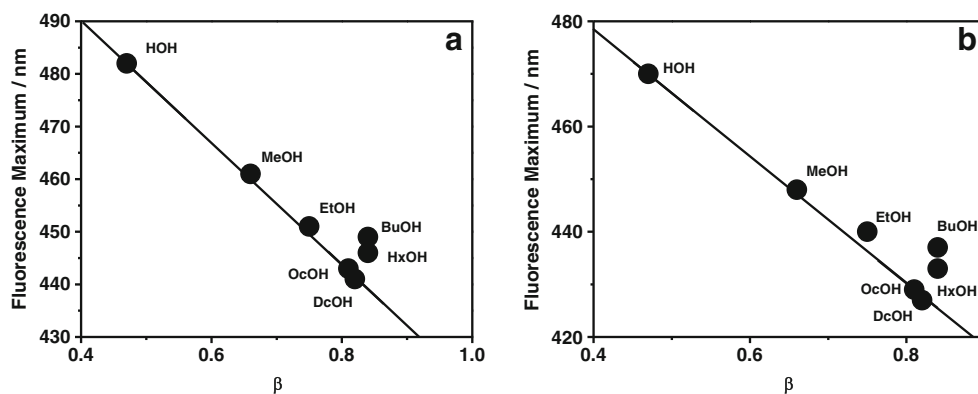 a
490
480
470
460
450
440
430
Fluorescence Maximum / nm
HOH
MeOH
EtOH
BuOH
HxOH
OcOH
DcOH
0.4
0.6
0.8
1.0
β
b
480
460
440
420
Fluorescence Maximum / nm
HOH
MeOH
EtOH
BuOH
HxOH
OcOH
DcOH
0.4
0.8
β